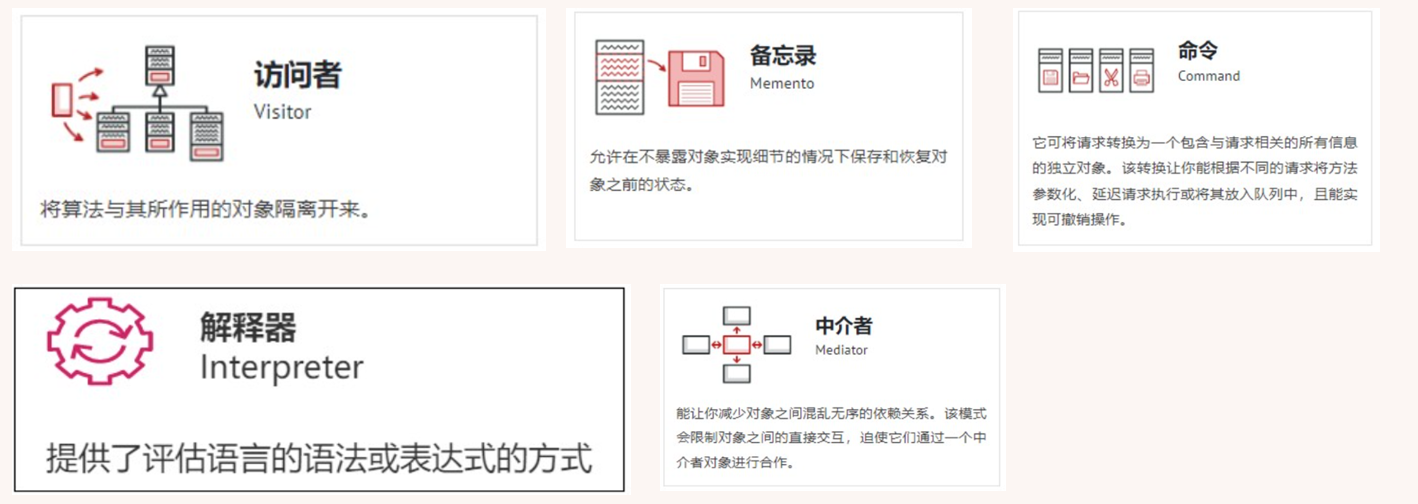 访问者
Visitor
将算法与其所作用的对象隔离开来。
备忘录
Memento
允许在不暴露对象实现细节的情况下保存和恢复对
象之前的状态。
命令
Command
它可将请求转换为一个包含与请求相关的所有信息
的独立对象。该转换让你能根据不同的请求将方法
参数化、延迟请求执行或将其放入队列中，且能实
现可撤销操作。
解释器
Interpreter
提供了评估语言的语法或表达式的方式
中介者
Mediator
能让你减少对象之间混乱无序的依赖关系。该模式
会限制对象之间的直接交互，迫使它们通过一个中
介者对象进行合作。